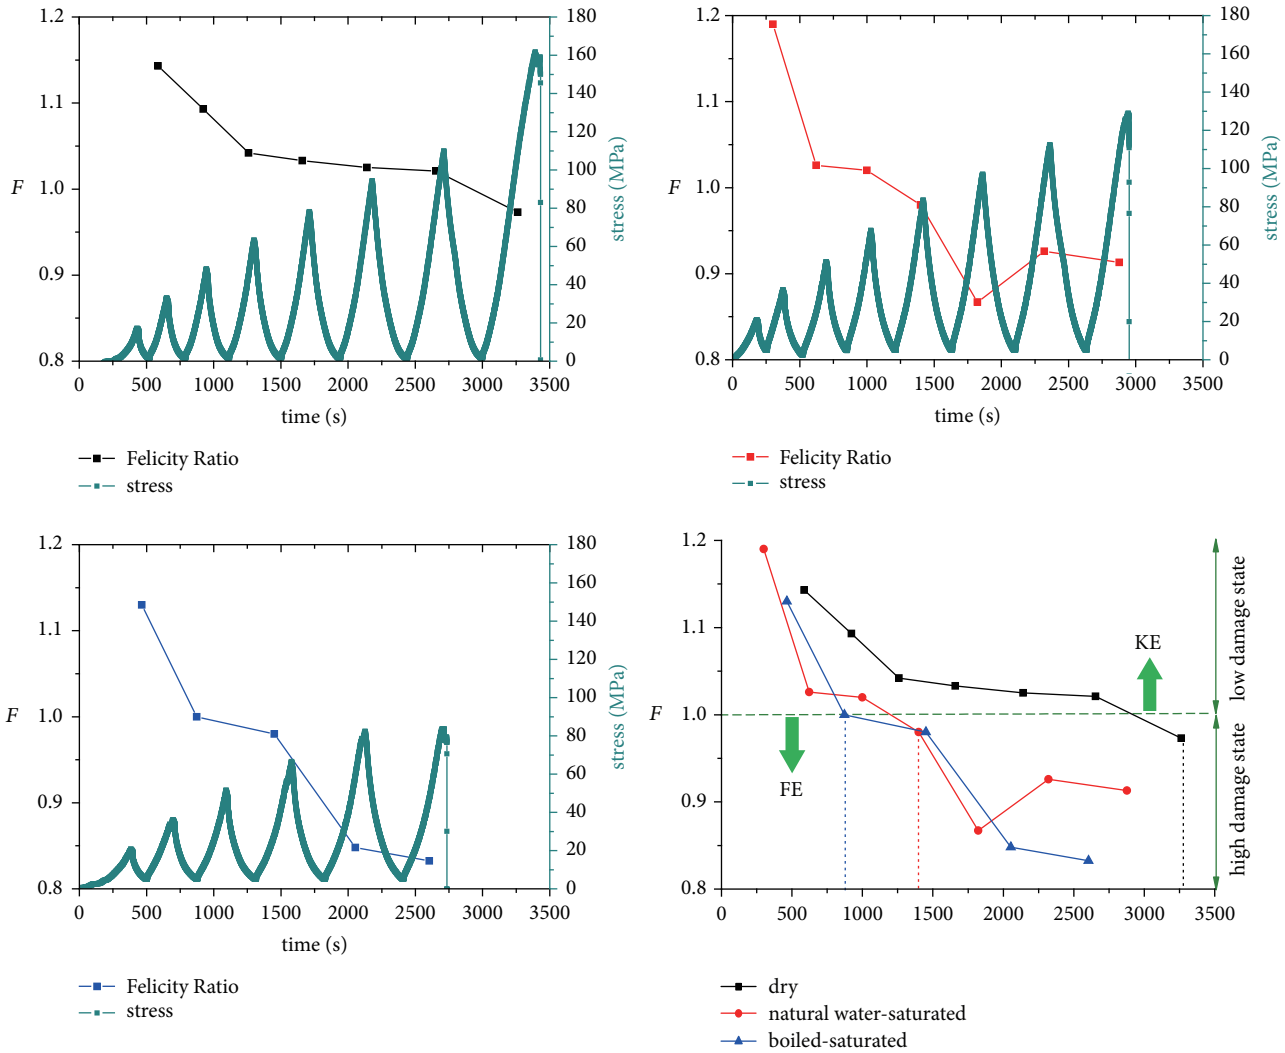 1.2
1.1
1.0
0.9
0.8
F
180
160
140
120
100
80
60
40
20
0
stress (MPa)
0 500 1000 1500 2000 2500 3000 3500
time (s)
Felicity Ratio
stress
1.2
1.1
1.0
0.9
0.8
F
180
160
140
120
100
80
60
40
20
0
stress (MPa)
0 500 1000 1500 2000 2500 3000 3500
time (s)
Felicity Ratio
stress
1.2
1.1
1.0
0.9
0.8
F
180
160
140
120
100
80
60
40
20
0
stress (MPa)
0 500 1000 1500 2000 2500 3000 3500
time (s)
Felicity Ratio
stress
1.2
1.1
1.0
0.9
0.8
F
KE
FE
low damage state
high damage state
0 500 1000 1500 2000 2500 3000 3500
dry
natural water-saturated
boiled-saturated